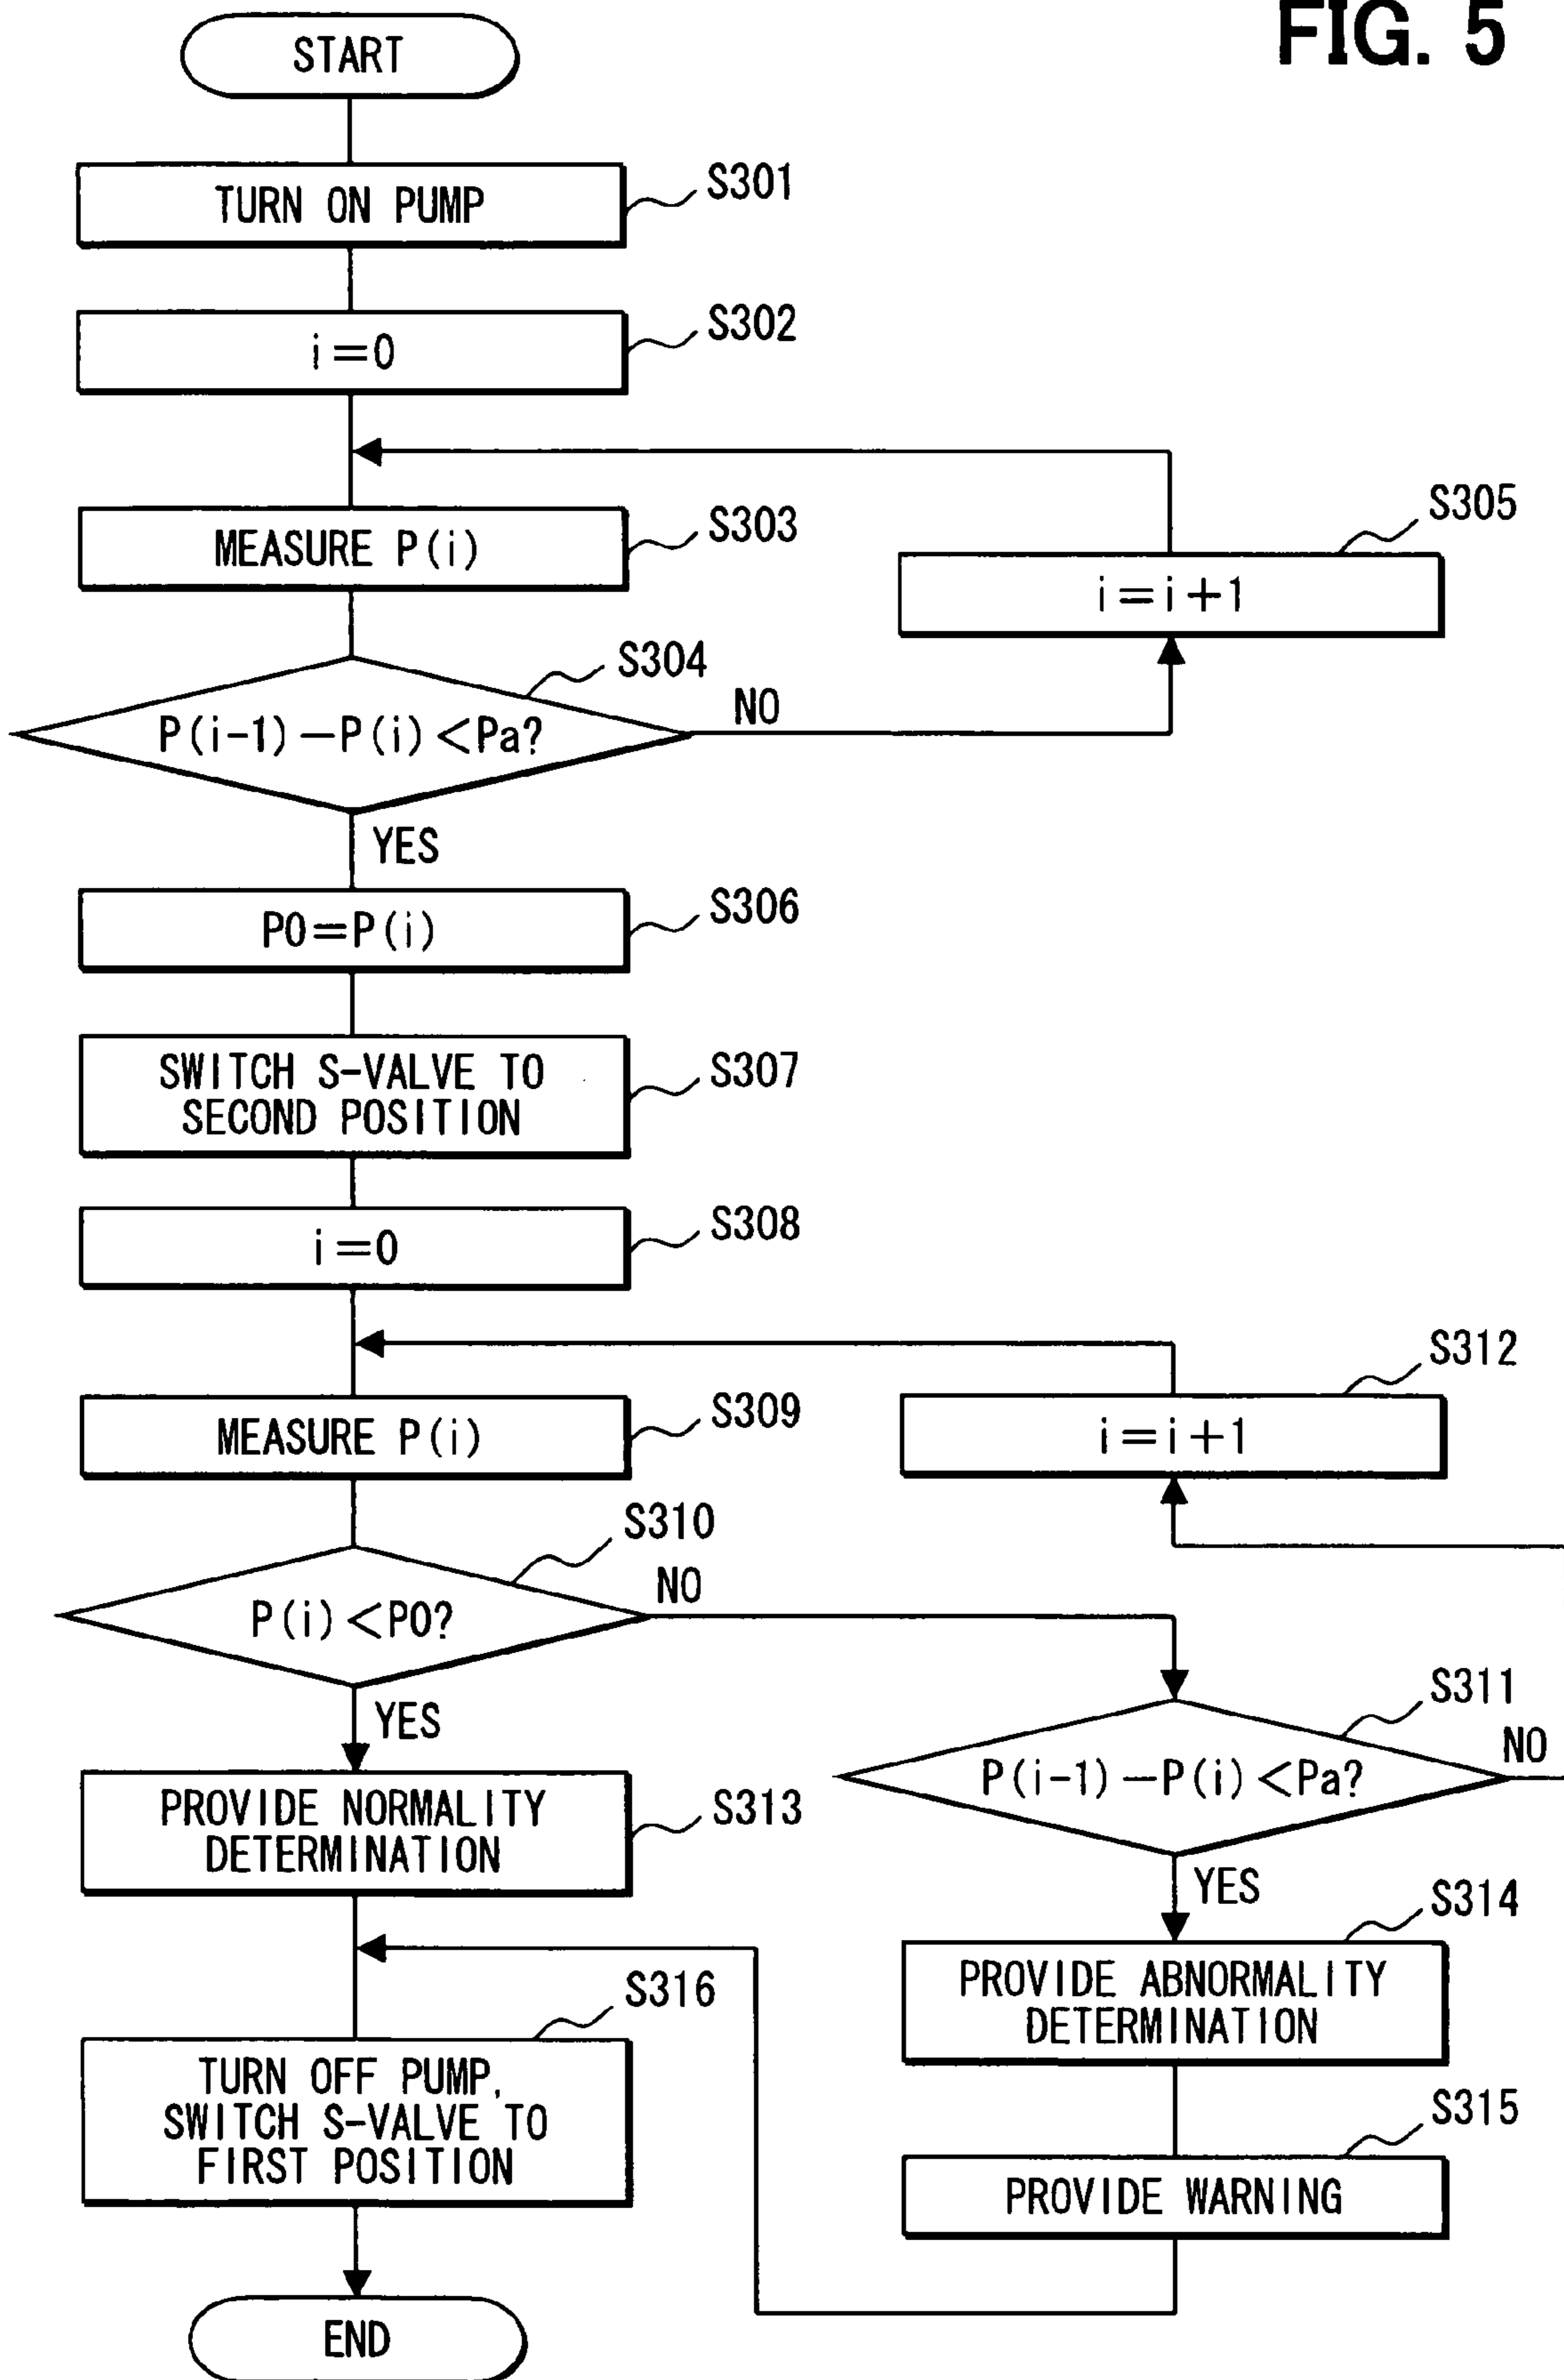 FIG. 5
START
TURN ON PUMP
S301
i=0
S302
MEASURE P(i)
S303
S305
i=i+1
S304
P(i-1)-P(i)<Pa?
NO
YES
P0=P(i)
S306
SWITCH S-VALVE TO
SECOND POSITION
S307
i=0
S308
MEASURE P(i)
S309
S312
i=i+1
S310
P(i)<P0?
NO
YES
S311
P(i-1)-P(i)<Pa?
NO
YES
PROVIDE NORMALITY
DETERMINATION
S313
S314
PROVIDE ABNORMALITY
DETERMINATION
S315
PROVIDE WARNING
S316
TURN OFF PUMP,
SWITCH S-VALVE TO
FIRST POSITION
END